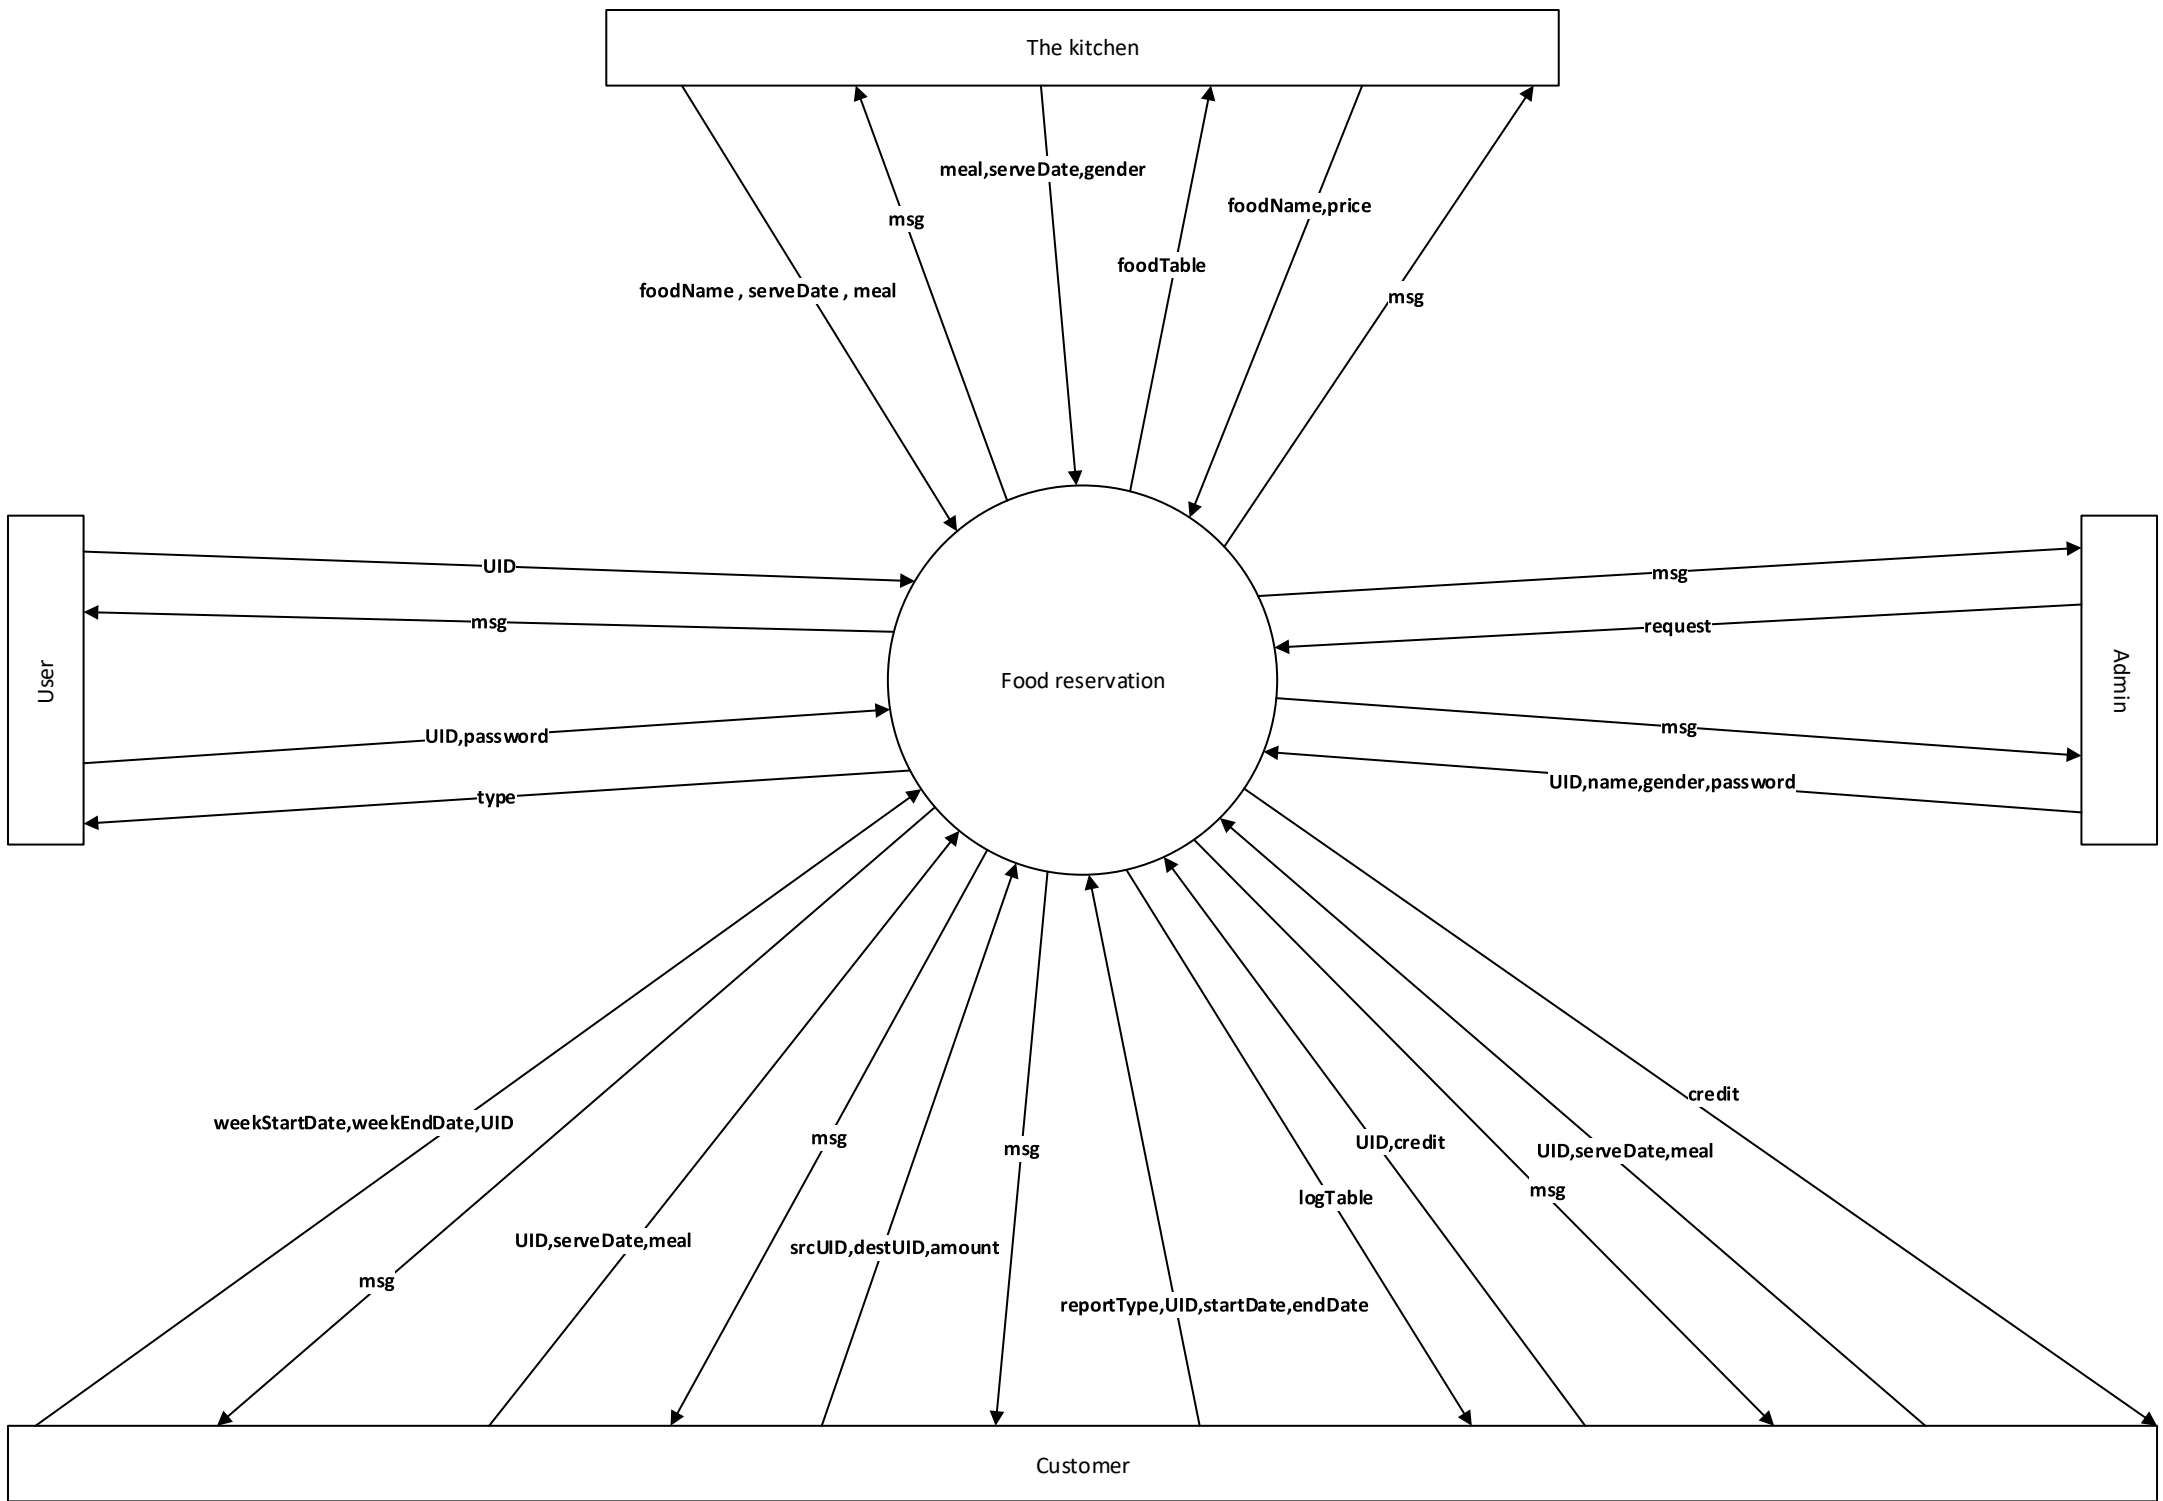 The kitchen
meal,serveDate,gender
foodName,price
msg
foodTable
foodName , serveDate , meal
msg
UID
msg
msg
request
User
Food reservation
Admin
UID,password
msg
type
UID,name,gender,password
credit
weekStartDate,weekEndDate,UID
msg
UID,credit
msg
UID,serveDate,meal
msg
logTable
UID,serveDate,meal
srcUID,destUID,amount
msg
reportType,UID,startDate,endDate
Customer